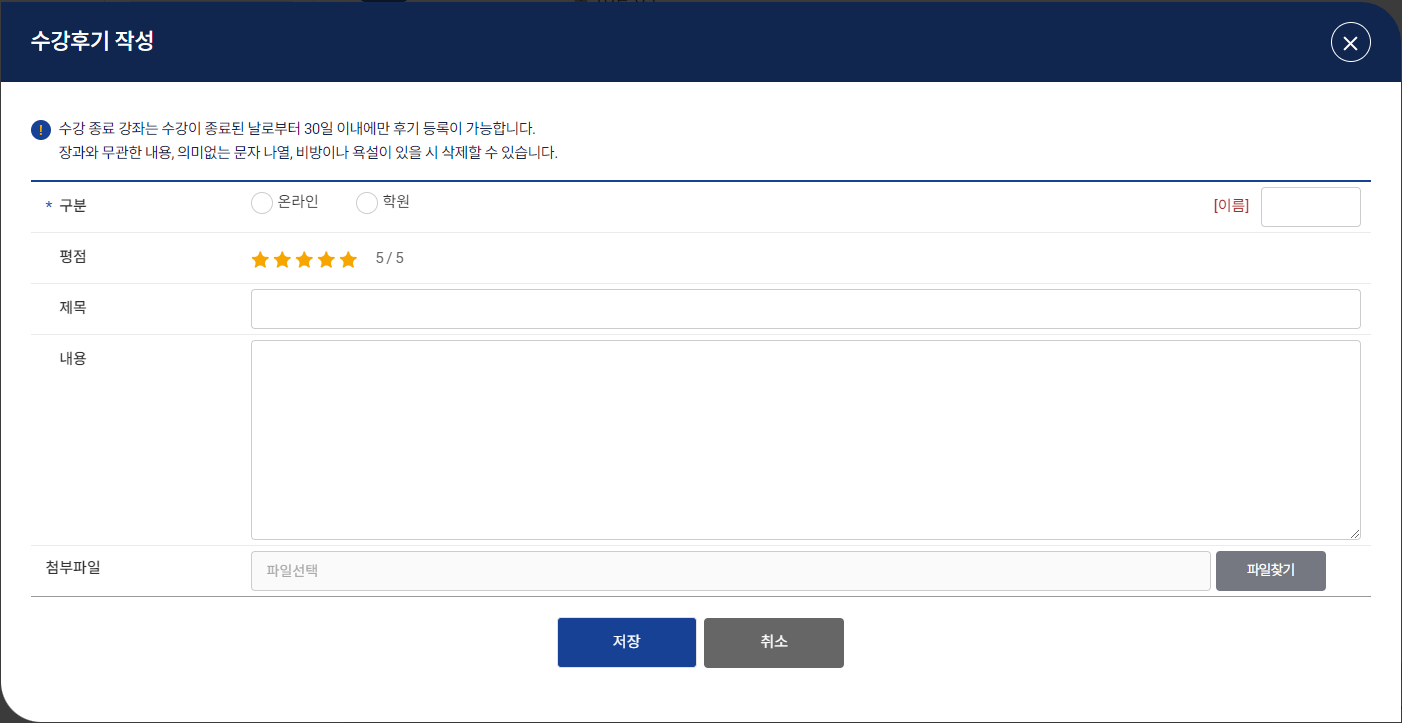 수강후기 작성
! 수강 종료 강좌는 수강이 종료된 날로부터 30일 이내에만 후기 등록이 가능합니다.
장과와 무관한 내용, 의미없는 문자 나열, 비방이나 욕설이 있을 시 삭제할 수 있습니다.
* 구분 온라인 학원 [이름]
평점 5 / 5
제목
내용
첨부파일 파일선택 파일찾기
저장 취소